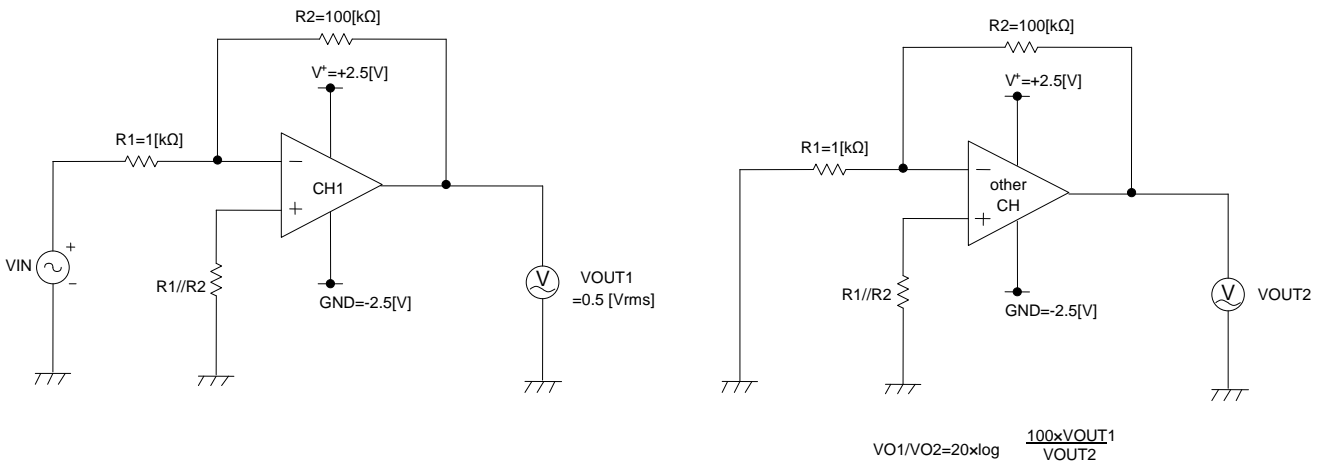 R2=100[kΩ]
V+=+2.5[V]
R1=1[kΩ]
−
CH1
+
VIN
+
−
R1//R2
GND=-2.5[V]
V
VOUT1
=0.5 [Vrms]
R2=100[kΩ]
V+=+2.5[V]
R1=1[kΩ]
−
other
CH
+
R1//R2
GND=-2.5[V]
V
VOUT2
VO1/VO2=20×log 100×VOUT1
VOUT2